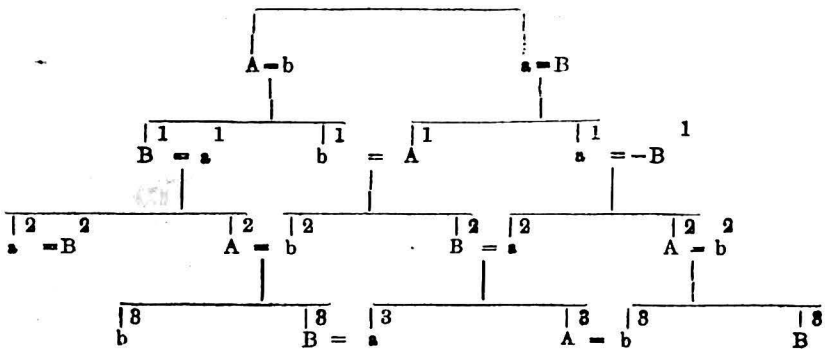 A = b a = B
1 1 1 1 1 1
B = a b = A a = -B
2 2 2 2 2 2 2 2
a = B A = b B = a A = b
3 3 3 3 3 3
b B = a A = b B